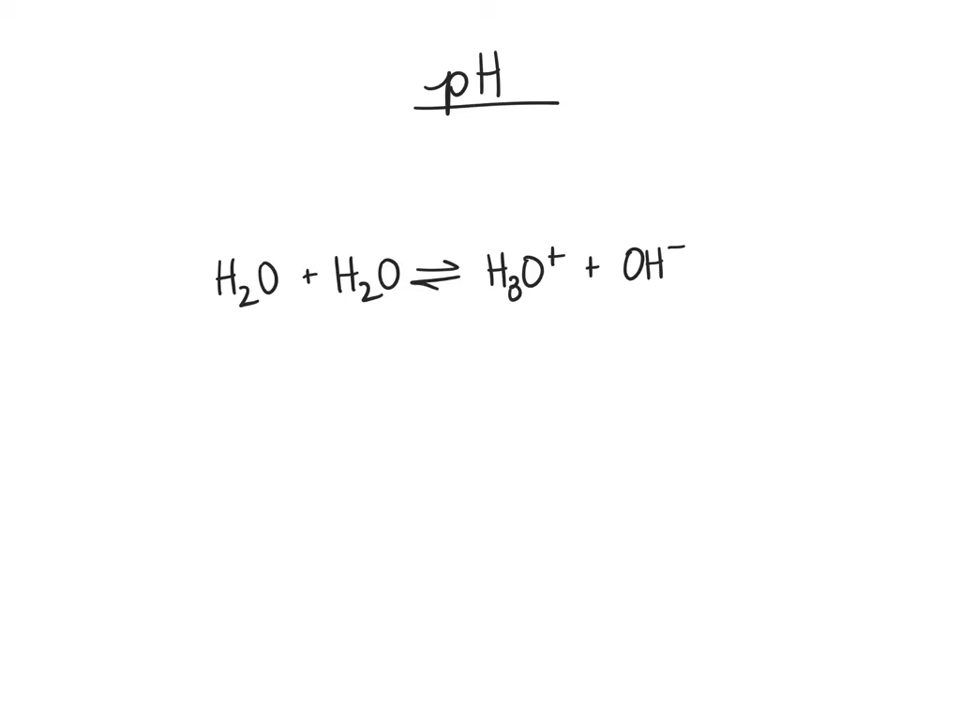 pH
H₂O + H₂O ⇌ H₃O⁺ + OH⁻